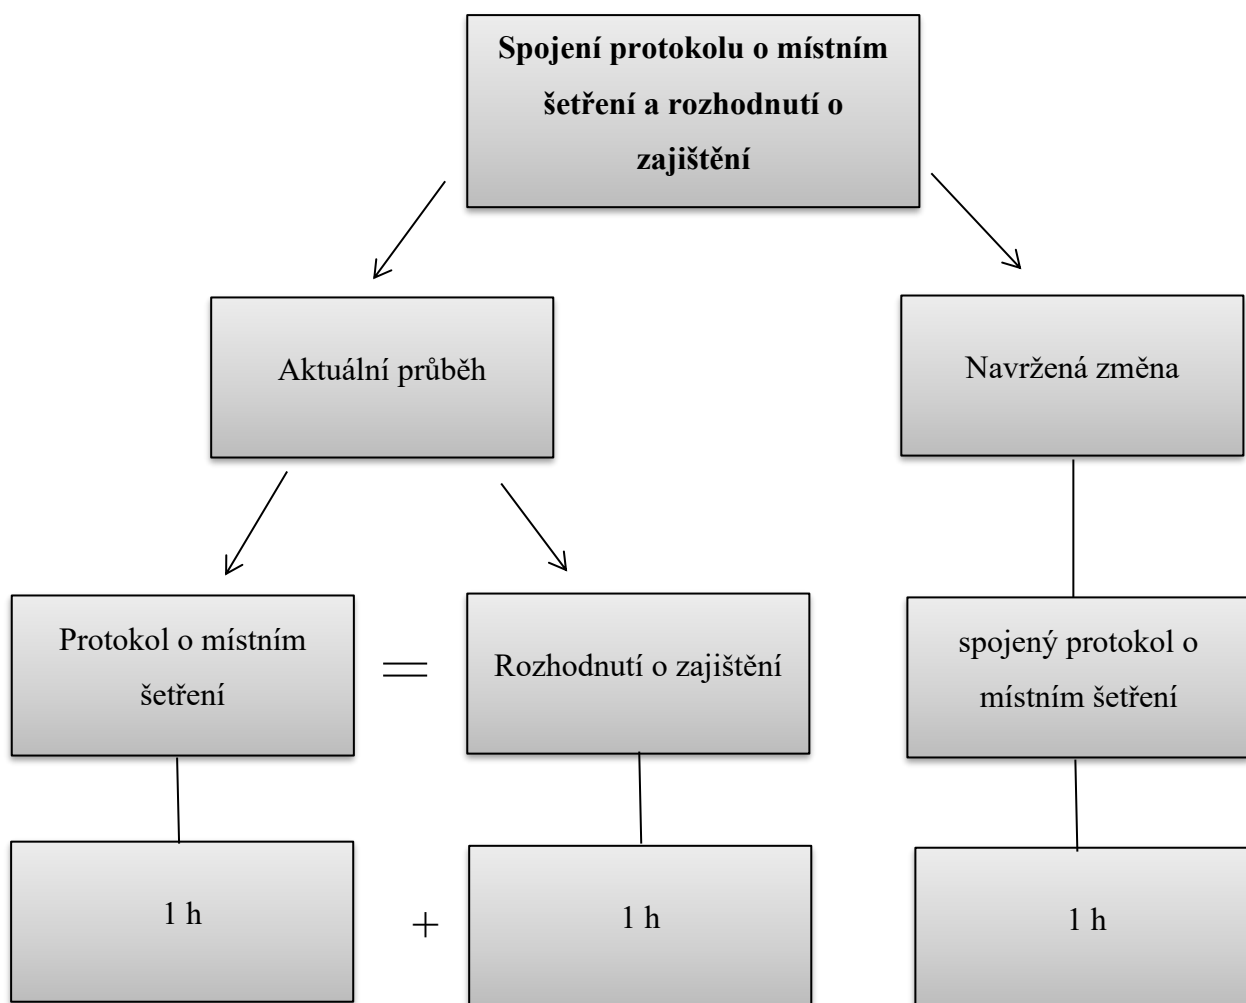 Spojení protokolu o místním
šetření a rozhodnutí o
zajištění
Aktuální průběh
Navržená změna
Protokol o místním
šetření
=
Rozhodnutí o zajištění
spojený protokol o
místním šetření
1 h
+
1 h
1 h